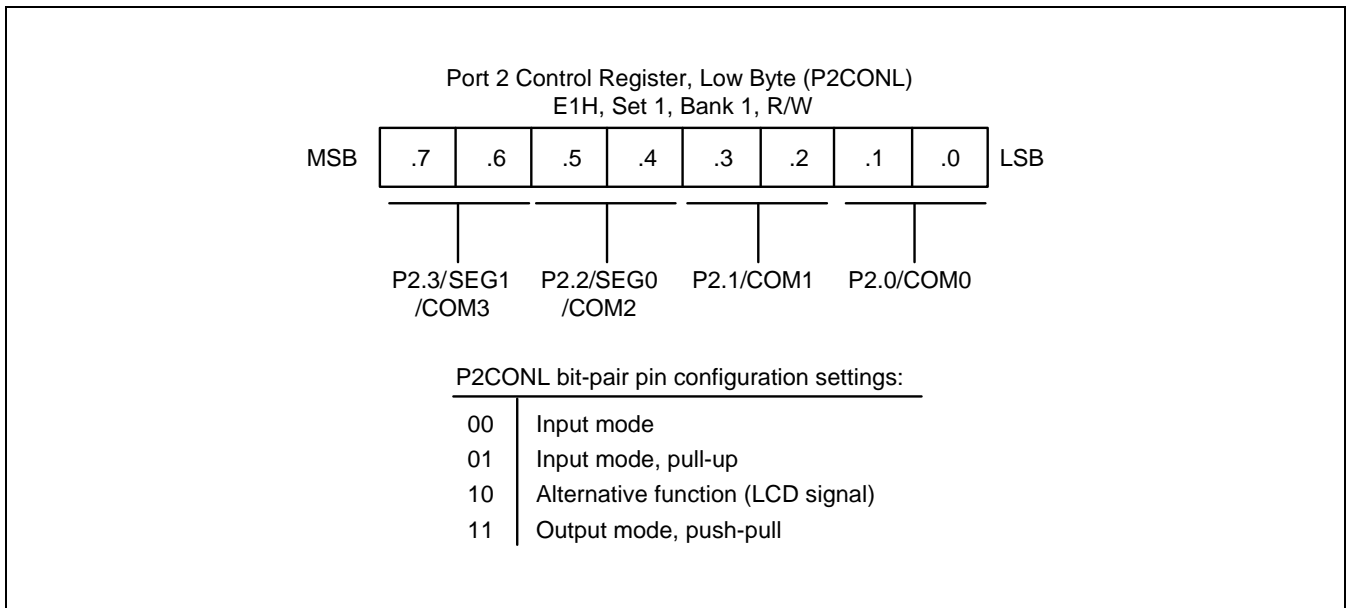 Port 2 Control Register, Low Byte (P2CONL)
E1H, Set 1, Bank 1, R/W
MSB .7 .6 .5 .4 .3 .2 .1 .0 LSB
P2.3/SEG1 P2.2/SEG0 P2.1/COM1 P2.0/COM0
/COM3 /COM2
P2CONL bit-pair pin configuration settings:
00 Input mode
01 Input mode, pull-up
10 Alternative function (LCD signal)
11 Output mode, push-pull